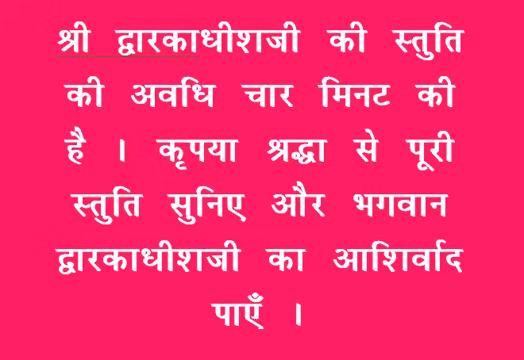 श्री द्वारकाधीशजी की स्तुति
की अवधि चार मिनट की
है । कृपया श्रद्धा से पूरी
स्तुति सुनिए और भगवान
द्वारकाधीशजी का आशिर्वाद
पाएँ ।